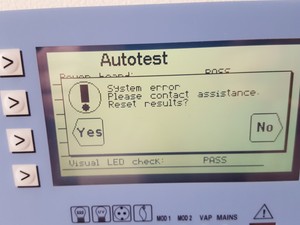 Autotest
Power board: PASS
System error
Please contact assistance.
Reset results?
Yes
No
Visual LED check: PASS
MOD 1 MOD 2 VAP MAINS